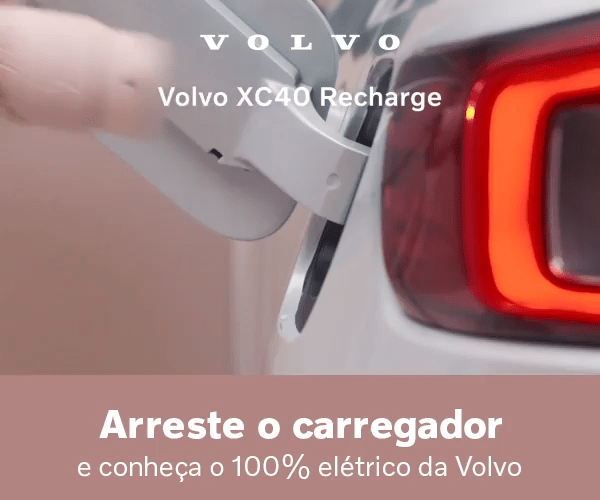 VOLVO
Volvo XC40 Recharge
Arreste o carregador
e conheça o 100% elétrico da Volvo